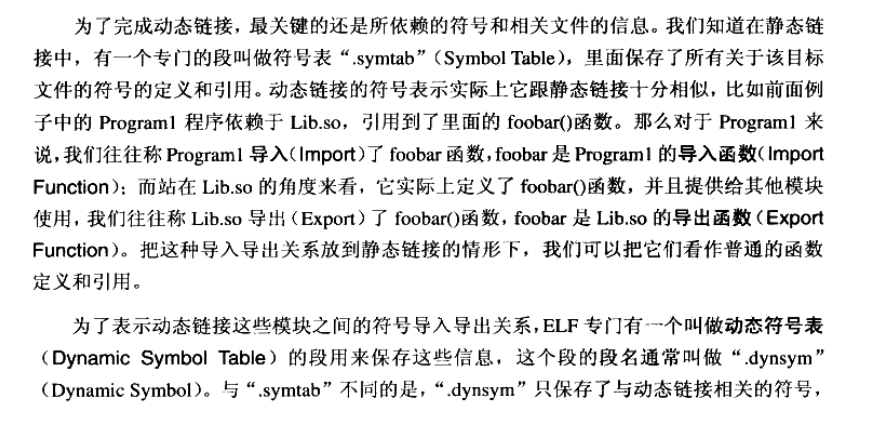 为了完成动态链接，最关键的还是所依赖的符号和相关文件的信息。我们知道在静态链
接中，有一个专门的段叫做符号表“.symtab”（Symbol Table），里面保存了所有关于该目标
文件的符号的定义和引用。动态链接的符号表示实际上它跟静态链接十分相似，比如前面例
子中的 Program1 程序依赖于 Lib.so，引用到了里面的 foobar()函数。那么对于 Program1 来
说，我们往往称 Program1 导入（Import）了 foobar 函数，foobar 是 Program1 的导入函数（Import
Function）；而站在 Lib.so 的角度来看，它实际上定义了 foobar()函数，并且提供给其他模块
使用，我们往往称 Lib.so 导出（Export）了 foobar()函数，foobar 是 Lib.so 的导出函数（Export
Function）。把这种导入导出关系放到静态链接的情形下，我们可以把它们看作普通的函数
定义和引用。
为了表示动态链接这些模块之间的符号导入导出关系，ELF 专门有一个叫做动态符号表
（Dynamic Symbol Table）的段用来保存这些信息，这个段的段名通常叫做“.dynsym”
（Dynamic Symbol）。与“.symtab”不同的是，“.dynsym”只保存了与动态链接相关的符号，